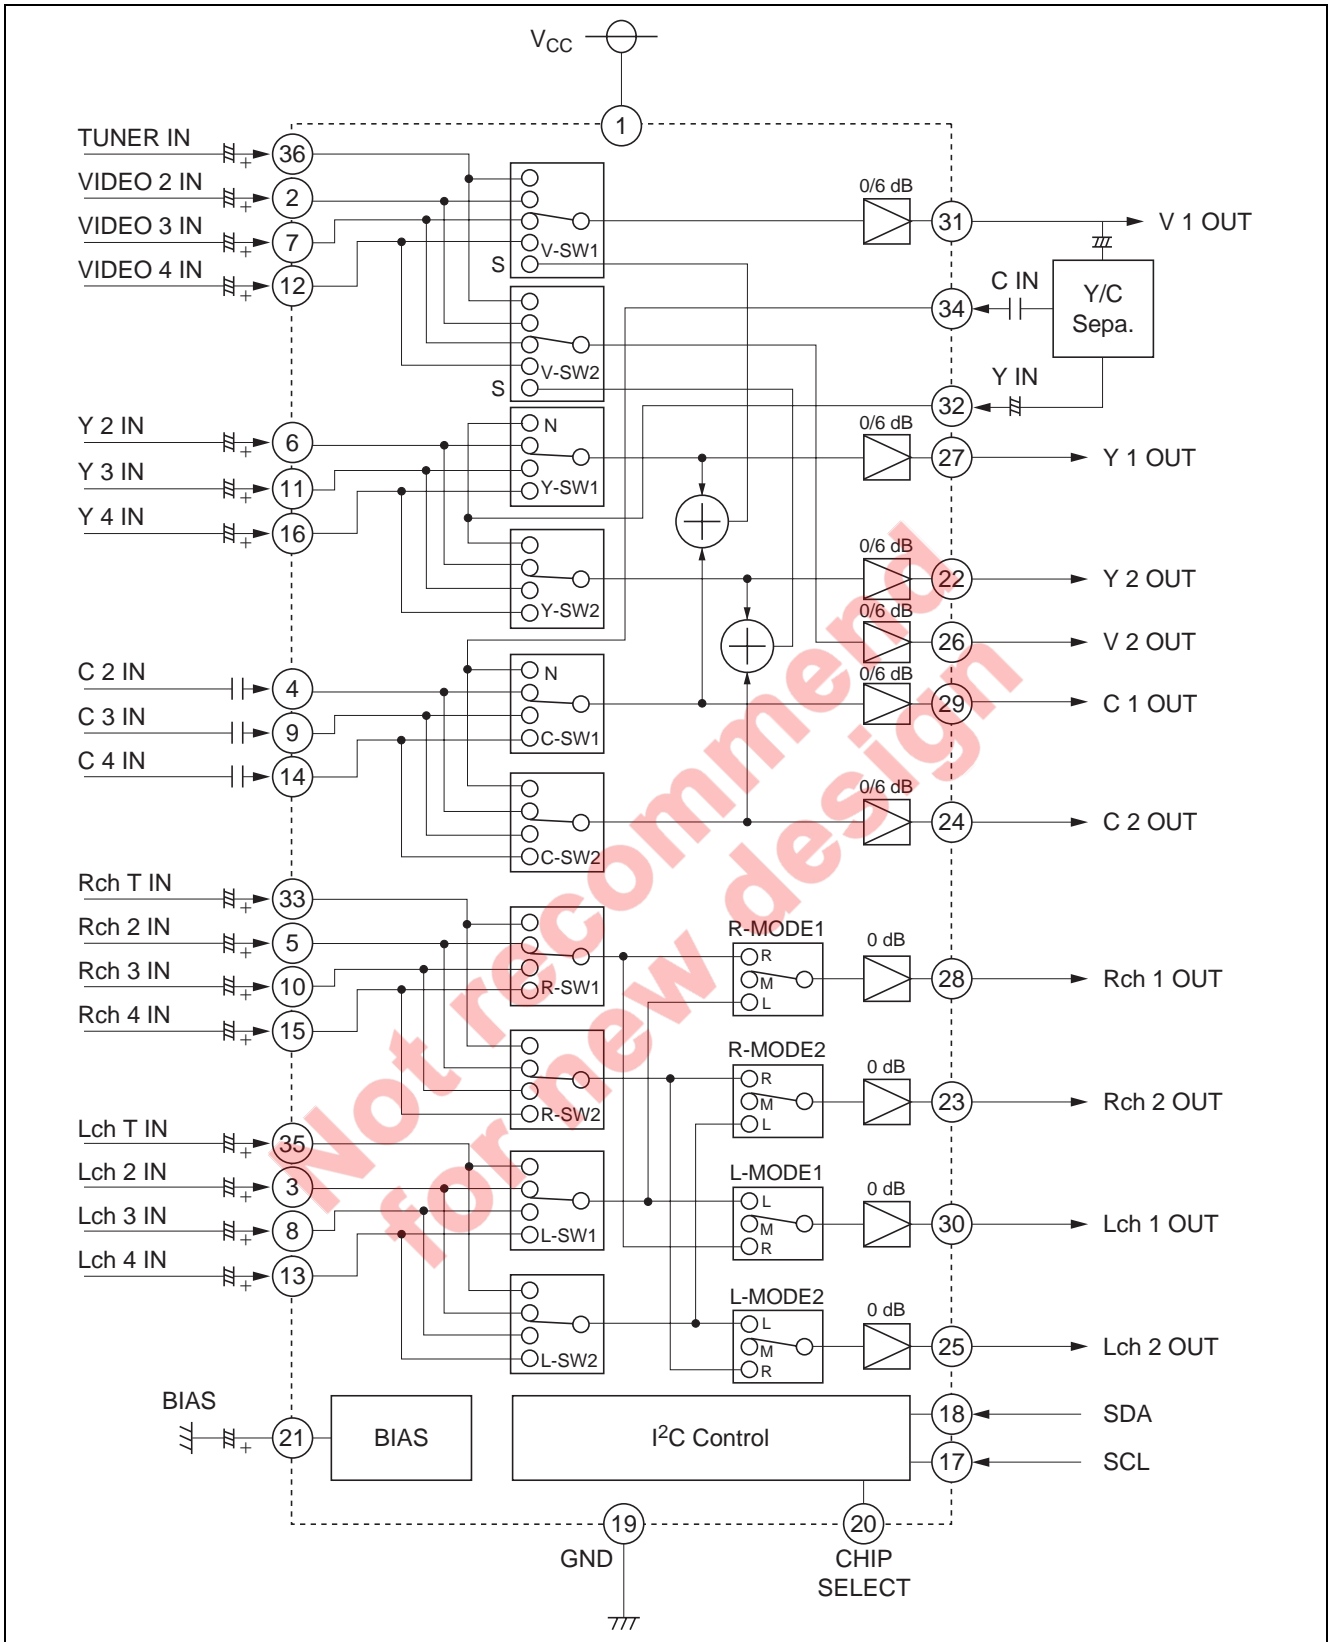 VCC
1
TUNER IN
36
VIDEO 2 IN
2
VIDEO 3 IN
7
VIDEO 4 IN
12
V-SW1
S
0/6 dB
31
V 1 OUT
34
C IN
Y/C
Sepa.
V-SW2
S
32
Y IN
Y 2 IN
6
Y 3 IN
11
Y 4 IN
16
N
Y-SW1
0/6 dB
27
Y 1 OUT
Y-SW2
0/6 dB
22
Y 2 OUT
0/6 dB
26
V 2 OUT
C 2 IN
4
C 3 IN
9
C 4 IN
14
N
C-SW1
0/6 dB
29
C 1 OUT
C-SW2
0/6 dB
24
C 2 OUT
Rch T IN
33
Rch 2 IN
5
Rch 3 IN
10
Rch 4 IN
15
R-SW1
R-MODE1
R
M
L
0 dB
28
Rch 1 OUT
R-SW2
R-MODE2
R
M
L
0 dB
23
Rch 2 OUT
Lch T IN
35
Lch 2 IN
3
Lch 3 IN
8
Lch 4 IN
13
L-SW1
L-MODE1
L
M
R
0 dB
30
Lch 1 OUT
L-SW2
L-MODE2
L
M
R
0 dB
25
Lch 2 OUT
BIAS
21
BIAS
I2C Control
18
SDA
17
SCL
19
GND
20
CHIP
SELECT
Not recommend
for new design